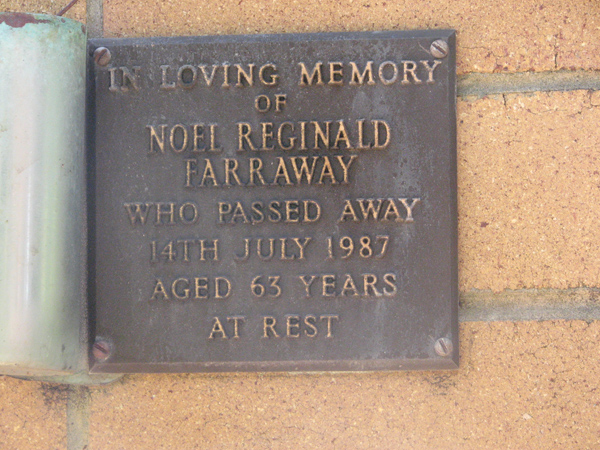 IN LOVING MEMORY
OF
NOEL REGINALD
FARRAWAY
WHO PASSED AWAY
14TH JULY 1987
AGED 63 YEARS
AT REST